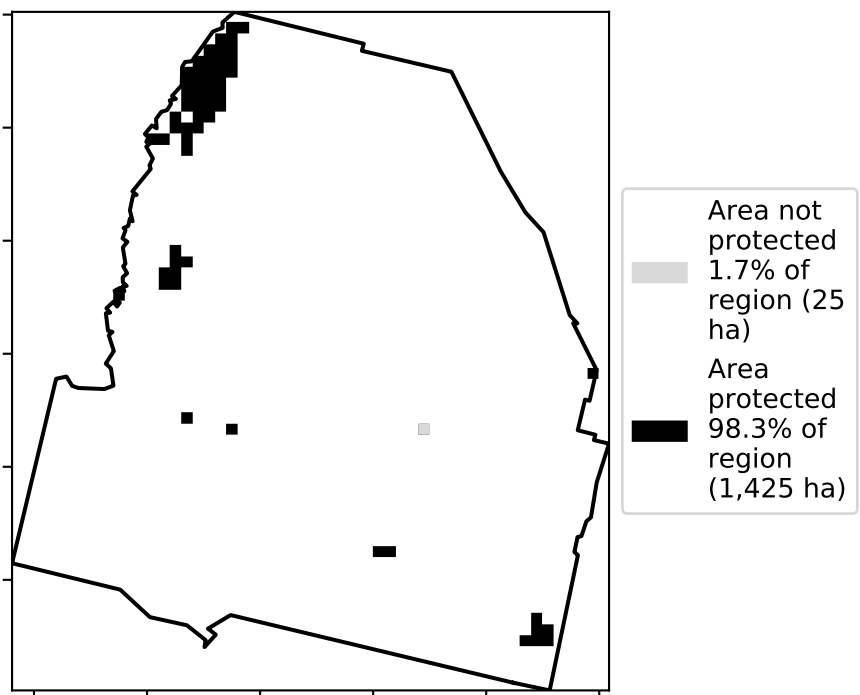 Area not
protected
1.7% of
region (25
ha)
Area
protected
98.3% of
region
(1,425 ha)